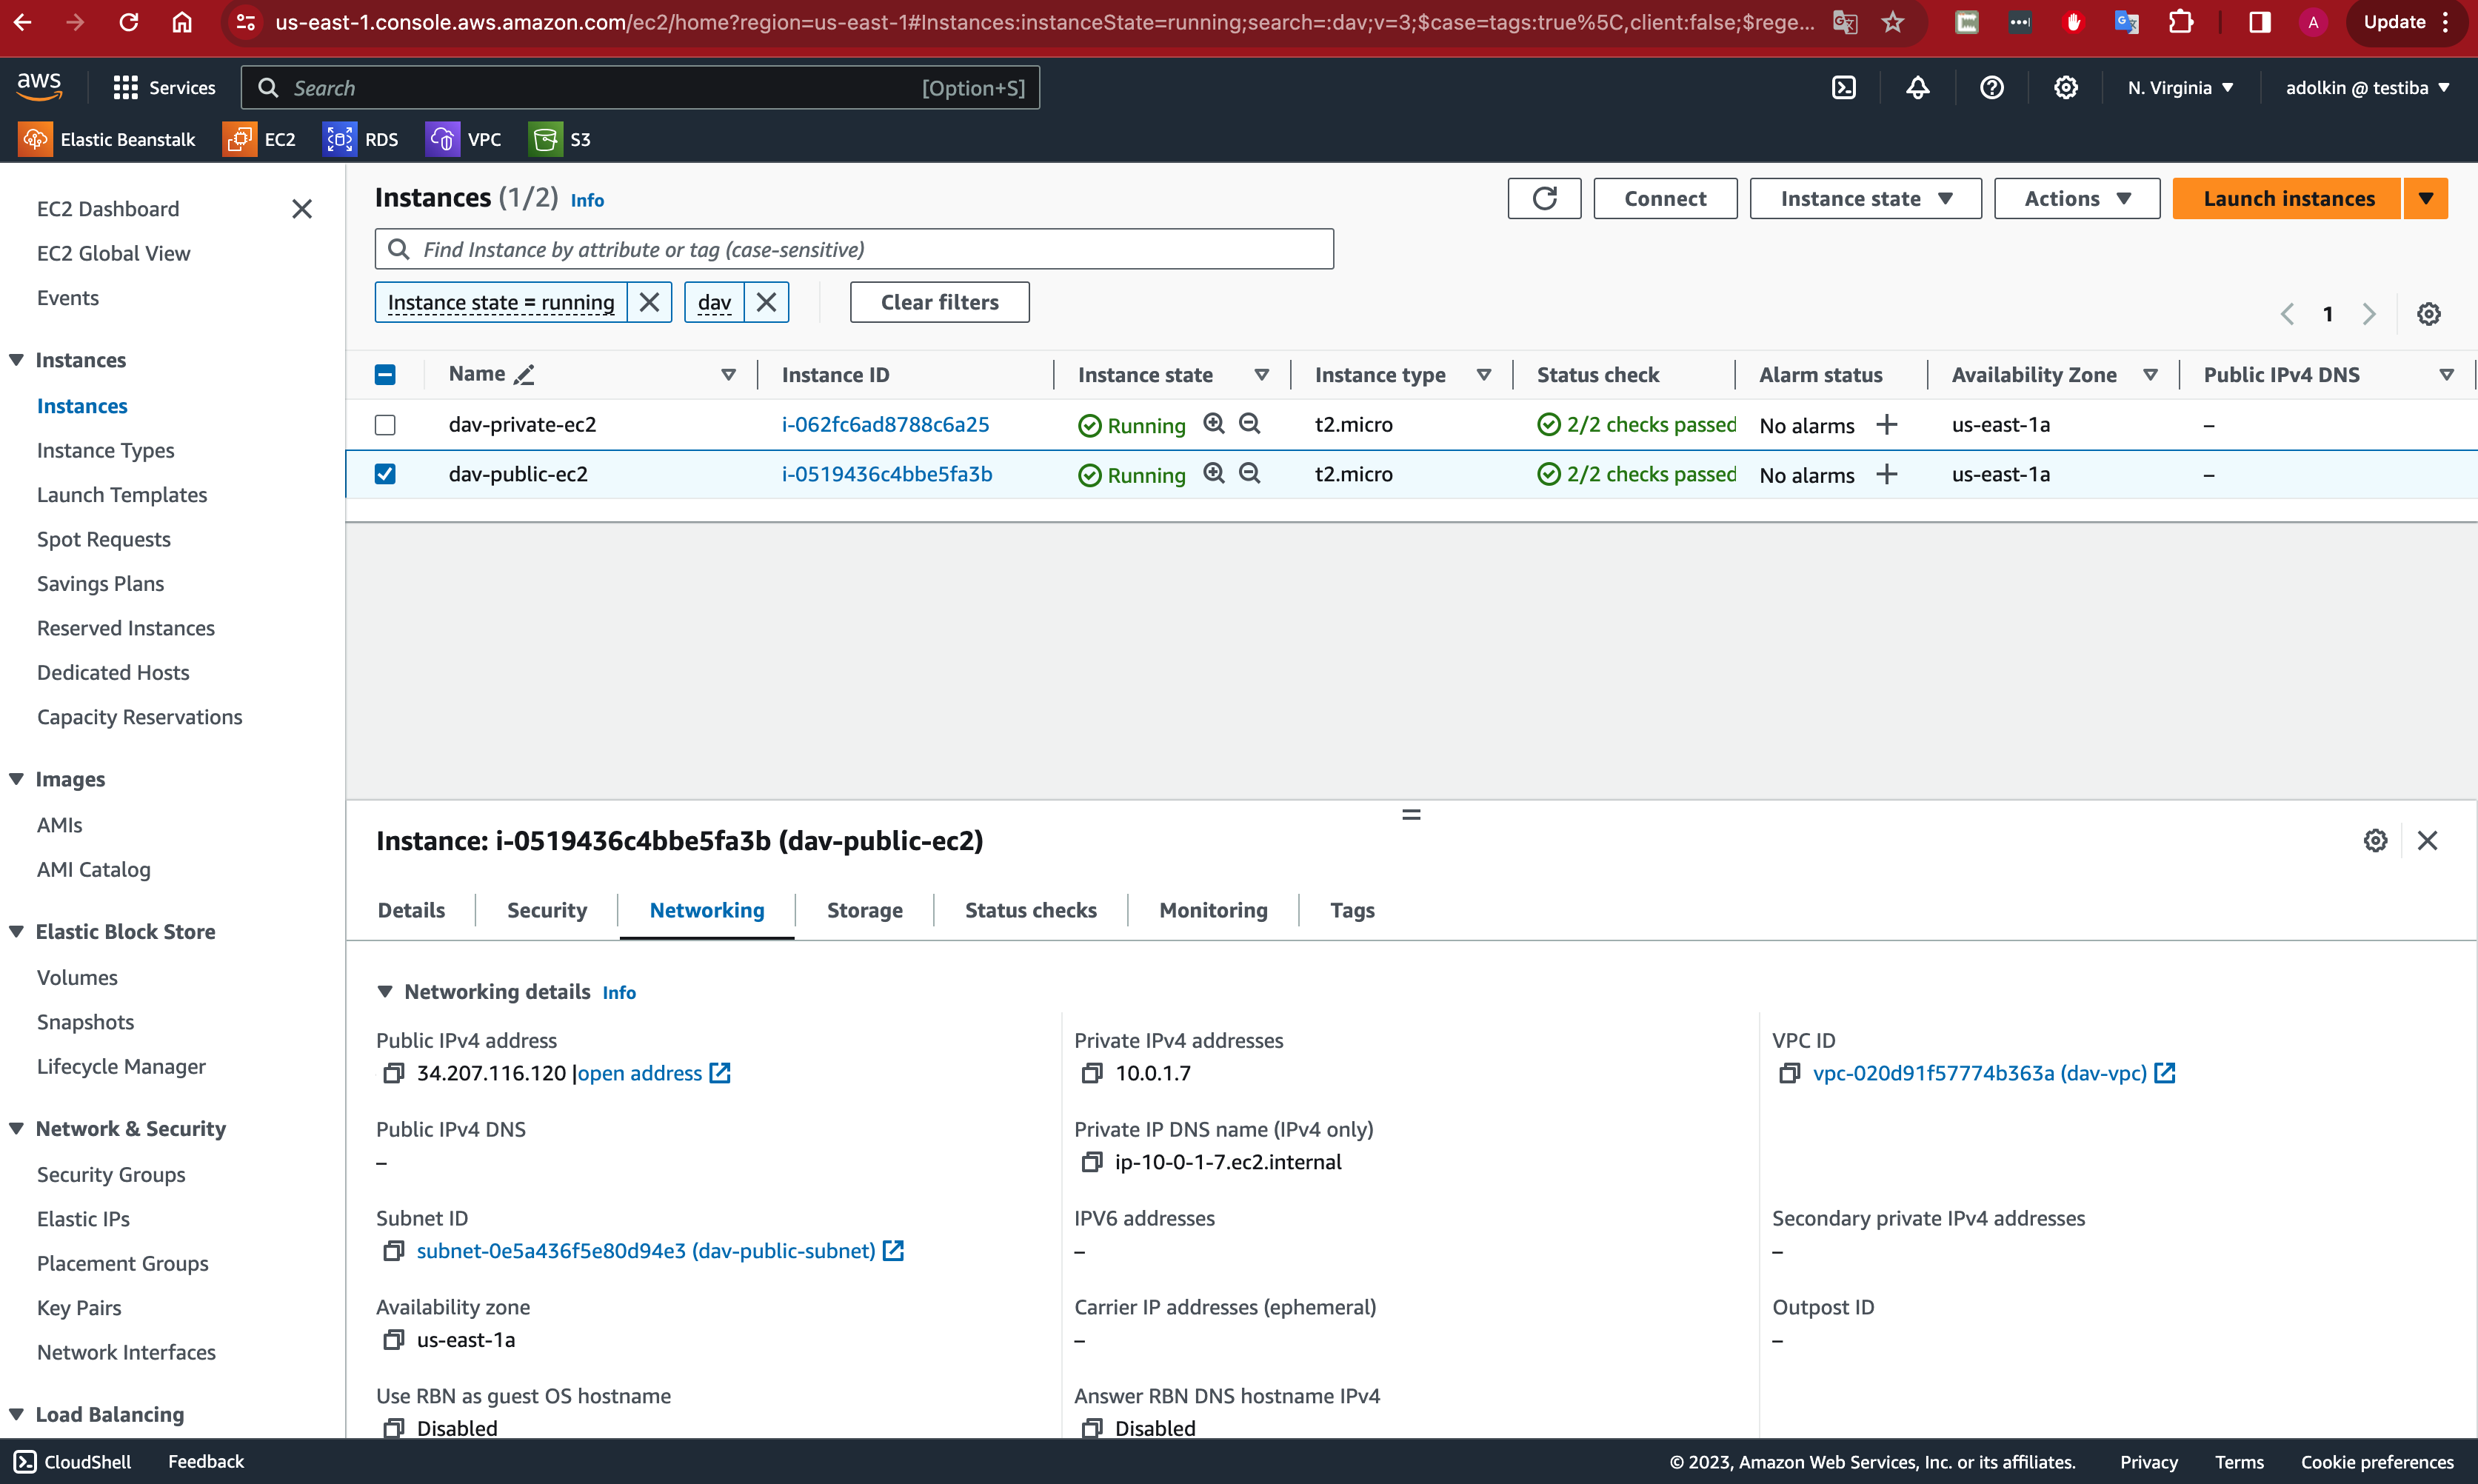 us-east-1.console.aws.amazon.com/ec2/home?region=us-east-1#Instances:instanceState=running;search=:dav;v=3;$case=tags:true%5C,client:false;$rege...
A
Update
aws
Services
Search
[Option+S]
N. Virginia
adolkin @ testiba
Elastic Beanstalk
EC2
RDS
VPC
S3
EC2 Dashboard
EC2 Global View
Events
Instances
Instances
Instance Types
Launch Templates
Spot Requests
Savings Plans
Reserved Instances
Dedicated Hosts
Capacity Reservations
Images
AMIs
AMI Catalog
Elastic Block Store
Volumes
Snapshots
Lifecycle Manager
Network & Security
Security Groups
Elastic IPs
Placement Groups
Key Pairs
Network Interfaces
Load Balancing
Instances (1/2) Info
Connect
Instance state
Actions
Launch instances
Find Instance by attribute or tag (case-sensitive)
Instance state = running
dav
Clear filters
1
Name Instance ID Instance state Instance type Status check Alarm status Availability Zone Public IPv4 DNS
dav-private-ec2 i-062fc6ad8788c6a25 Running t2.micro 2/2 checks passed No alarms us-east-1a –
dav-public-ec2 i-0519436c4bbe5fa3b Running t2.micro 2/2 checks passed No alarms us-east-1a –
Instance: i-0519436c4bbe5fa3b (dav-public-ec2)
Details
Security
Networking
Storage
Status checks
Monitoring
Tags
Networking details Info
Public IPv4 address
34.207.116.120 |open address
Private IPv4 addresses
10.0.1.7
VPC ID
vpc-020d91f57774b363a (dav-vpc)
Public IPv4 DNS
–
Private IP DNS name (IPv4 only)
ip-10-0-1-7.ec2.internal
Subnet ID
subnet-0e5a436f5e80d94e3 (dav-public-subnet)
IPV6 addresses
–
Secondary private IPv4 addresses
–
Availability zone
us-east-1a
Carrier IP addresses (ephemeral)
–
Outpost ID
–
Use RBN as guest OS hostname
Disabled
Answer RBN DNS hostname IPv4
Disabled
CloudShell
Feedback
© 2023, Amazon Web Services, Inc. or its affiliates.
Privacy
Terms
Cookie preferences